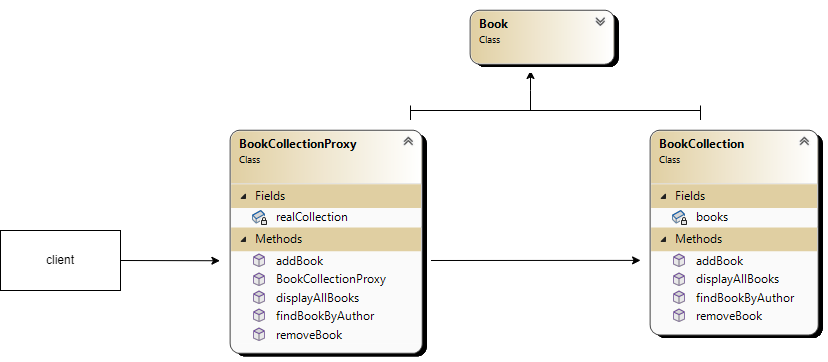 Book
Class
BookCollectionProxy
Class
Fields
realCollection
Methods
addBook
BookCollectionProxy
displayAllBooks
findBookByAuthor
removeBook
BookCollection
Class
Fields
books
Methods
addBook
displayAllBooks
findBookByAuthor
removeBook
client